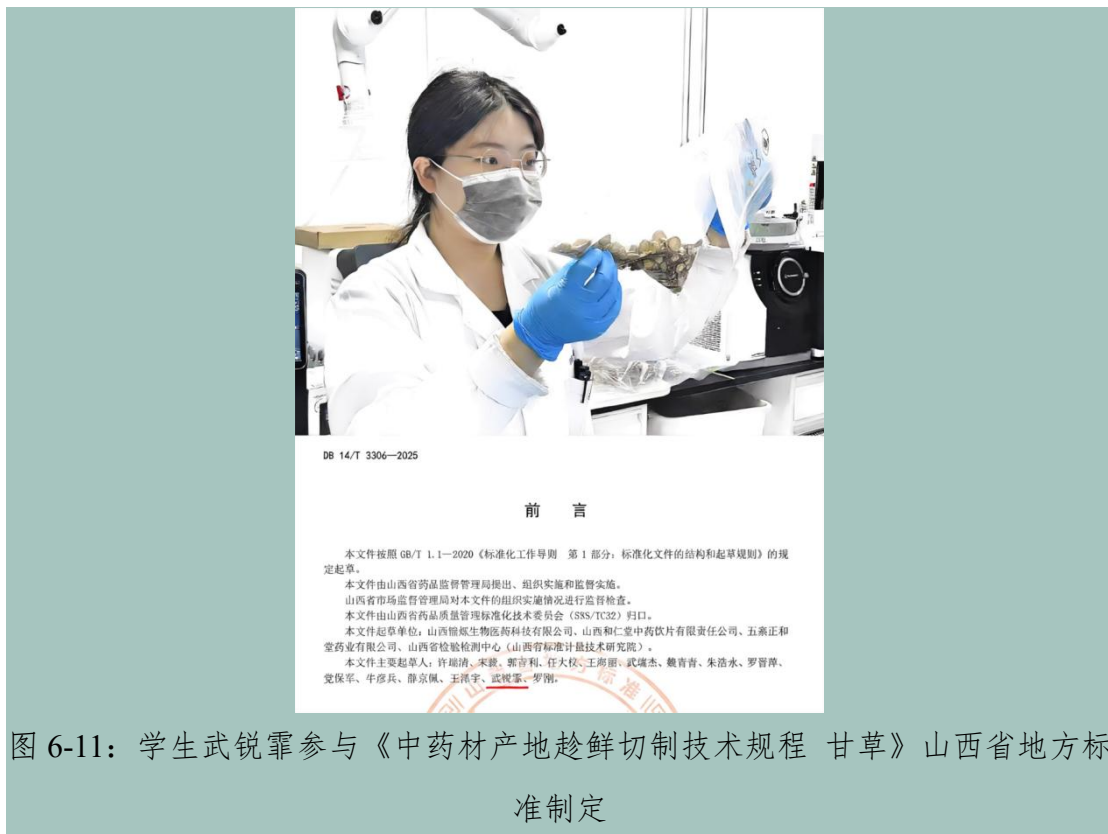 DB 14/T 3306—2025
前 言
本文件按照 GB/T 1.1—2020《标准化工作导则 第 1 部分：标准化文件的结构和起草规则》的规
定起草。
本文件由山西省药品监督管理局提出、组织实施和监督实施。
山西省市场监督管理局对本文件的组织实施情况进行监督检查。
本文件由山西省药品质量管理标准化技术委员会（SXS/TC32）归口。
本文件起草单位：山西锻炼生物医药科技有限公司、山西和仁堂中药饮片有限责任公司、五寨正和
堂药业有限公司、山西省检验检测中心（山西省标准计量技术研究院）。
本文件主要起草人：许瑞清、郭吉利、任大伩、王海丽、武瑞杰、魏青青、朱浩水、罗晋萍、
党保军、牛彦兵、薛京佩、王泽宇、武锐霏、罗刚。
图 6-11：学生武锐霏参与《中药材产地趁鲜切制技术规程 甘草》山西省地方标
准制定